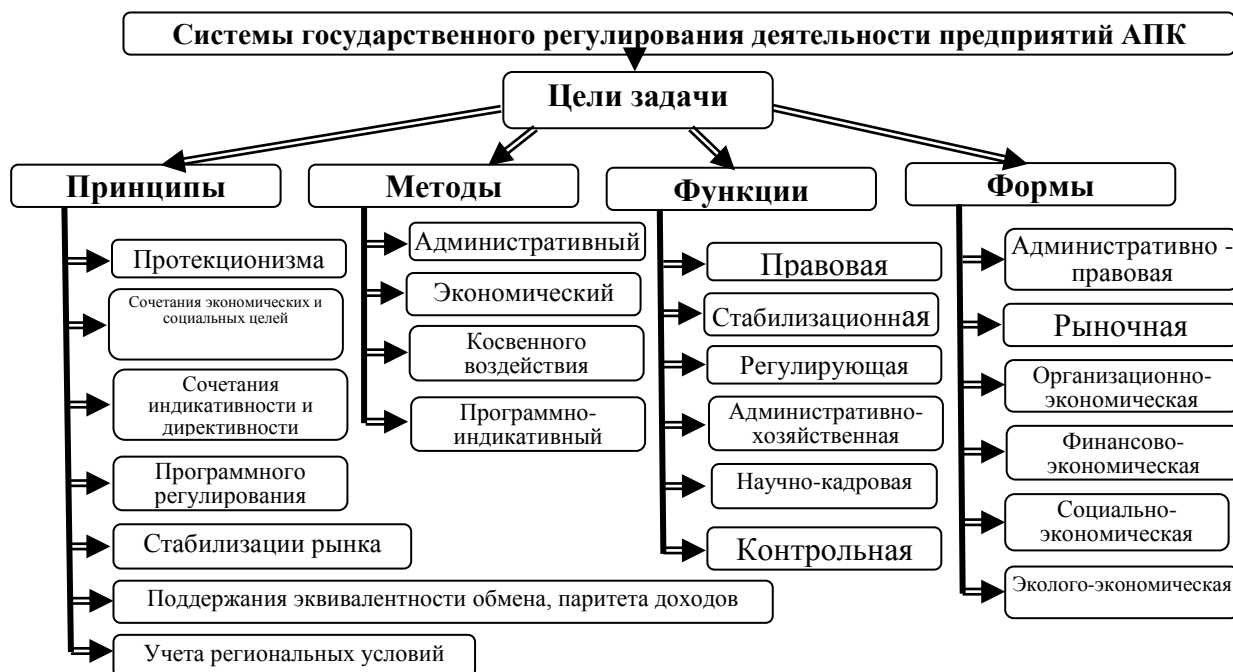 Системы государственного регулирования деятельности предприятий АПК
Цели задачи
Принципы
Протекционизма
Сочетания экономических и
социальных целей
Сочетания
индикативности и
директивности
Программного
регулирования
Стабилизации рынка
Поддержания эквивалентности обмена, паритета доходов
Учета региональных условий
Методы
Административный
Экономический
Косвенного
воздействия
Программно-
индикативный
Функции
Правовая
Стабилизационная
Регулирующая
Административно-
хозяйственная
Научно-кадровая
Контрольная
Формы
Административно -
правовая
Рыночная
Организационно-
экономическая
Финансово-
экономическая
Социально-
экономическая
Эколого-экономическая